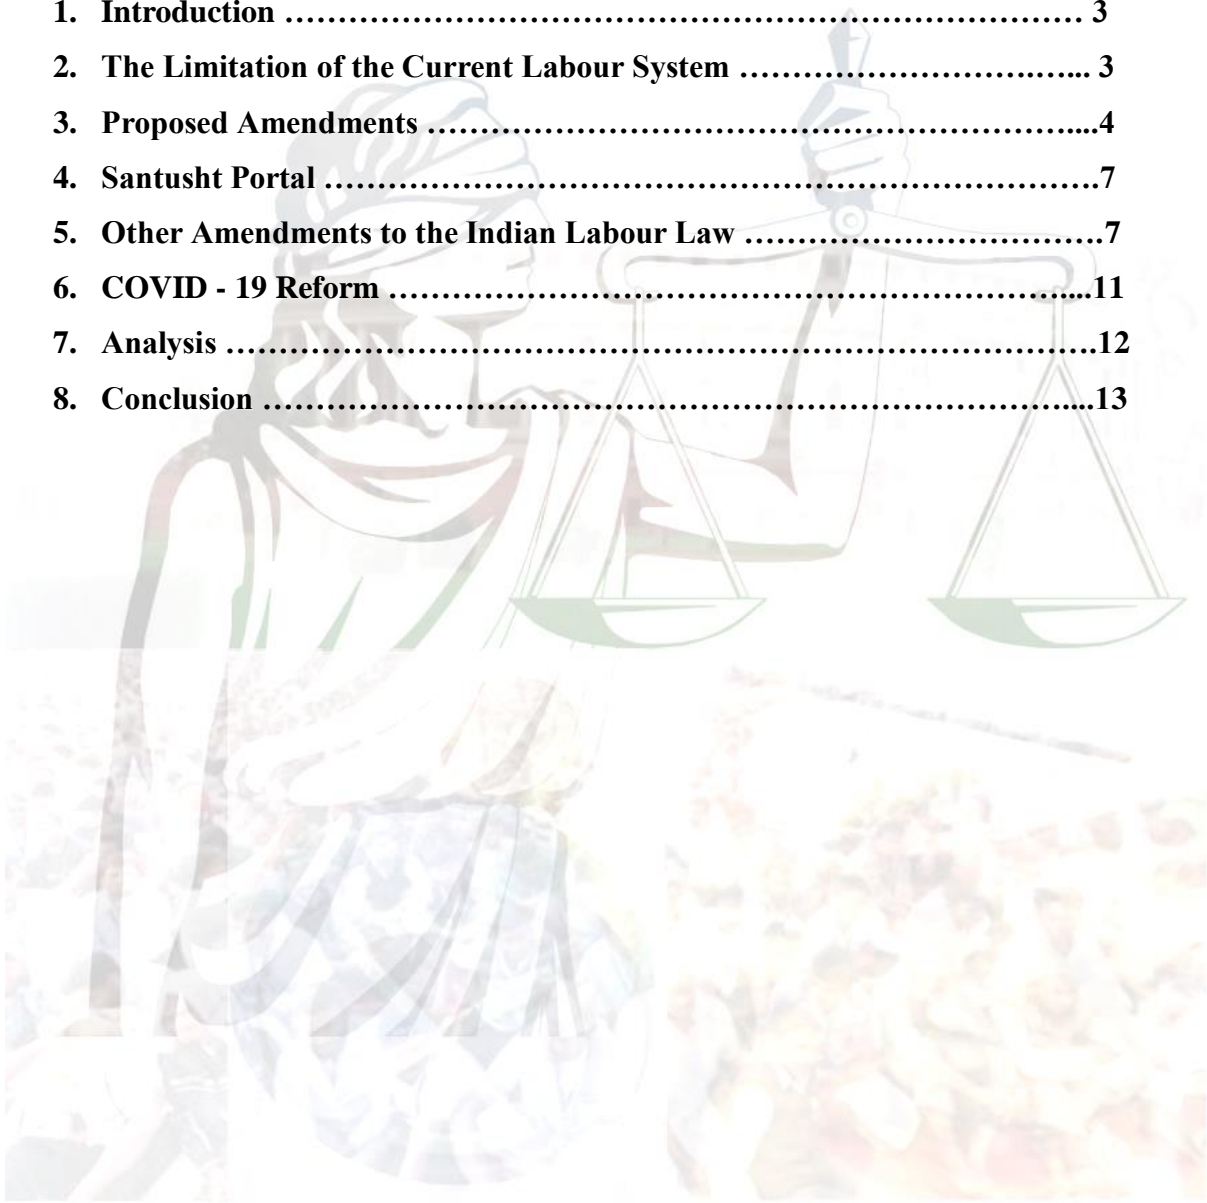 1. Introduction ………………………………………………………………… 3
2. The Limitation of the Current Labour System ……………………….…... 3
3. Proposed Amendments ……………………………………………………....4
4. Santusht Portal ……………………………………………………………….7
5. Other Amendments to the Indian Labour Law …………………………….7
6. COVID - 19 Reform ………………………………………………………....11
7. Analysis ……………………………………………………………………….12
8. Conclusion …………………………………………………………………....13